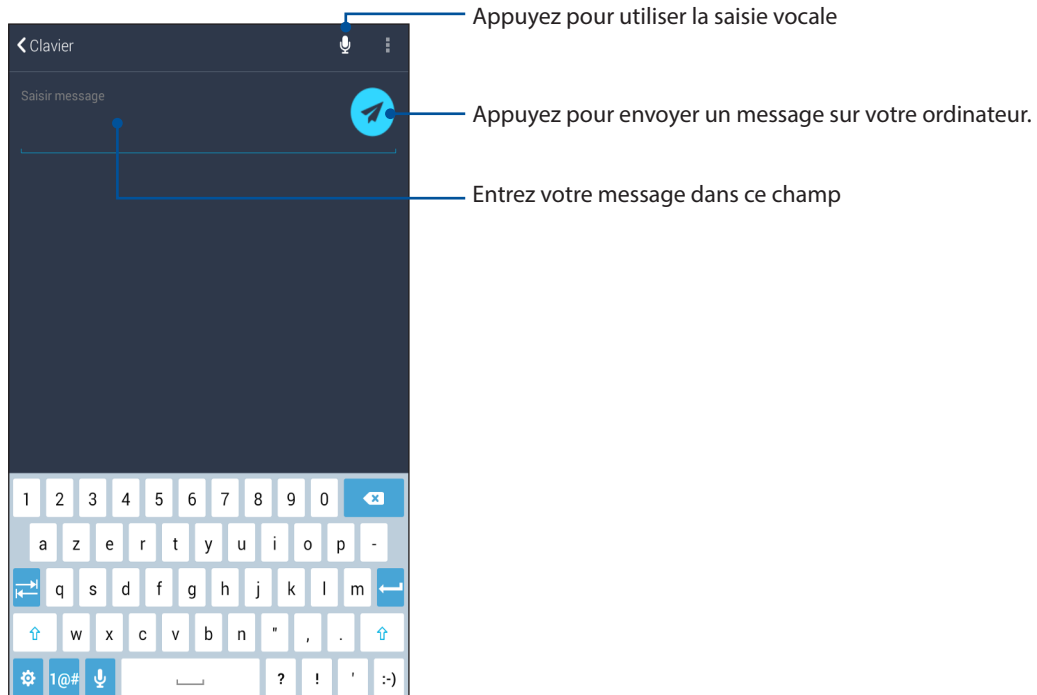 Appuyez pour utiliser la saisie vocale
Clavier
Saisir message
Appuyez pour envoyer un message sur votre ordinateur.
Entrez votre message dans ce champ
1 2 3 4 5 6 7 8 9 0
a z e r t y u i o p -
q s d f g h j k l m
w x c v b n " , .
1@# ? ! ' :-)